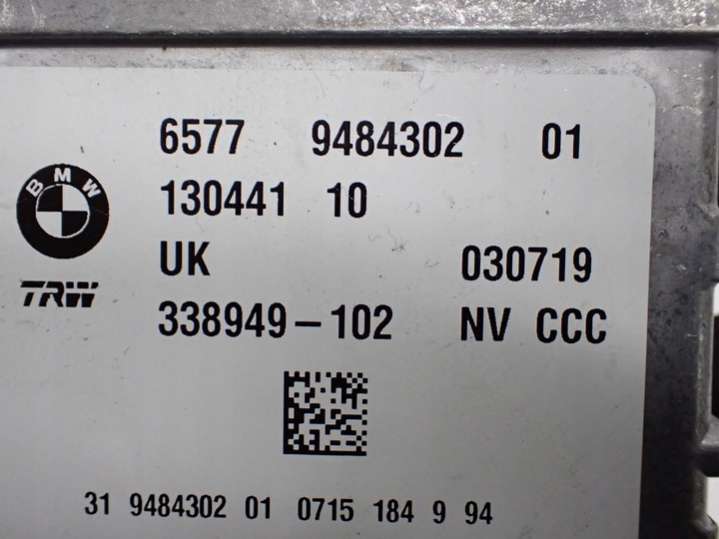 6577 9484302 01
BMW
130441 10
UK 030719
TRW
338949-102 NV CCC
31 9484302 01 0715 184 9 94